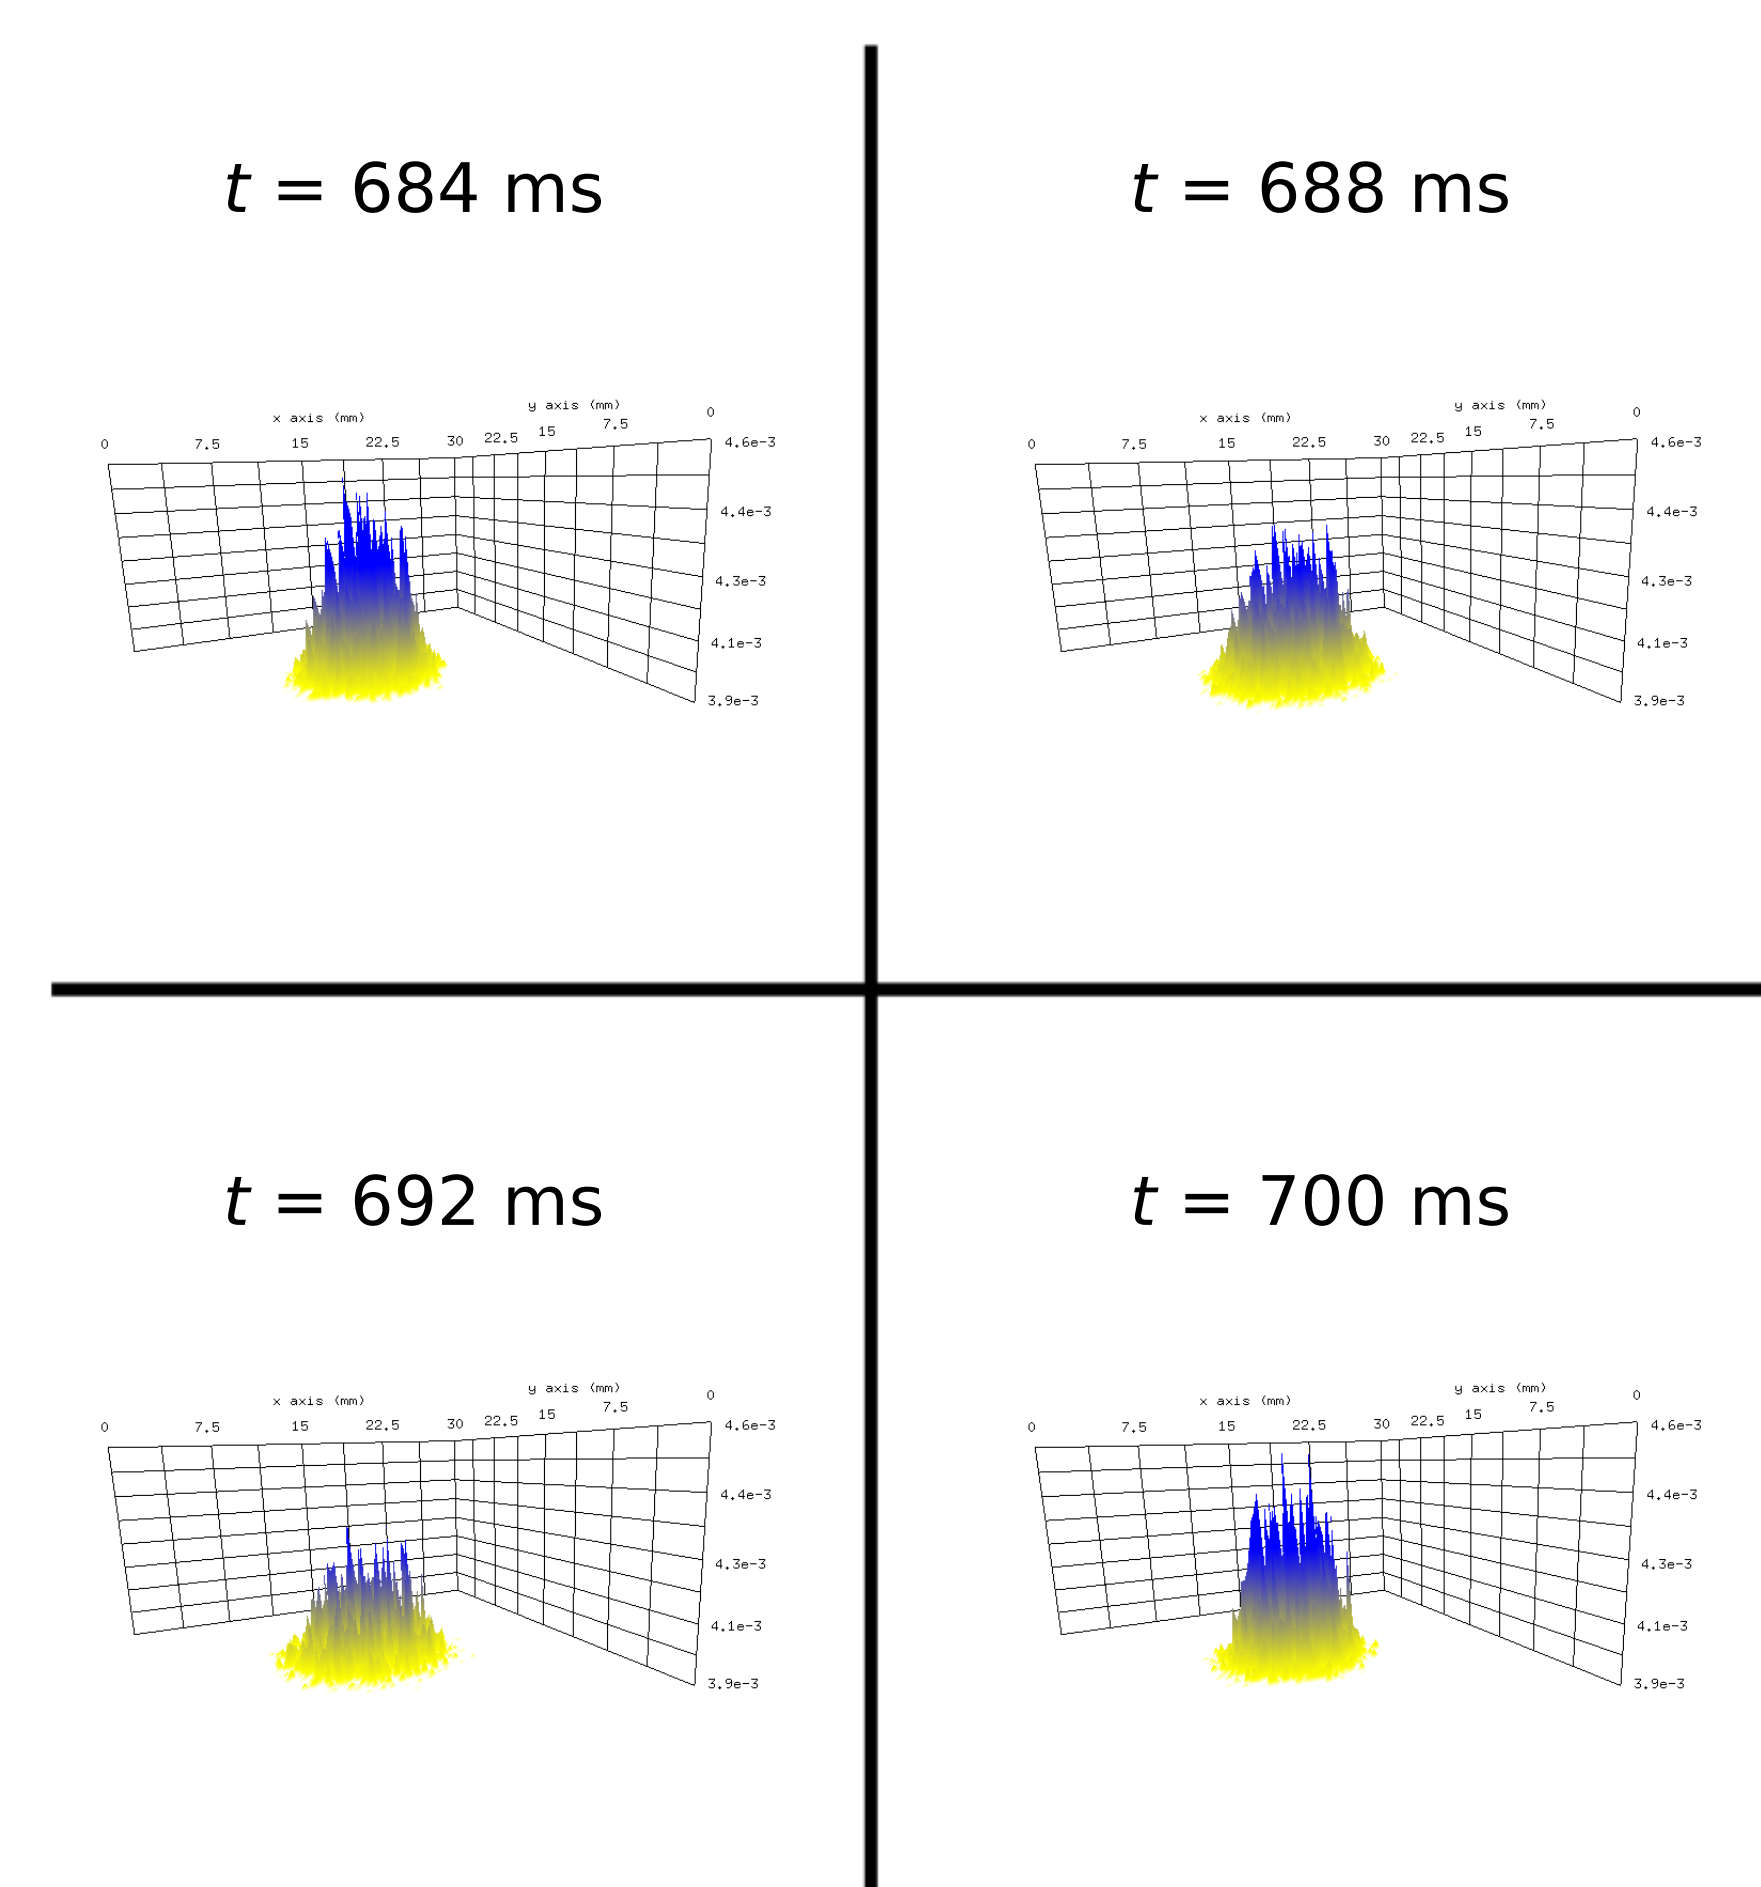 t = 684 ms
x axis (mm)
y axis (mm)
0
7.5
15
22.5
30
22.5
15
7.5
0
4.6e-3
4.4e-3
4.3e-3
4.1e-3
3.9e-3
t = 688 ms
x axis (mm)
y axis (mm)
0
7.5
15
22.5
30
22.5
15
7.5
0
4.6e-3
4.4e-3
4.3e-3
4.1e-3
3.9e-3
t = 692 ms
x axis (mm)
y axis (mm)
0
7.5
15
22.5
30
22.5
15
7.5
0
4.6e-3
4.4e-3
4.3e-3
4.1e-3
3.9e-3
t = 700 ms
x axis (mm)
y axis (mm)
0
7.5
15
22.5
30
22.5
15
7.5
0
4.6e-3
4.4e-3
4.3e-3
4.1e-3
3.9e-3